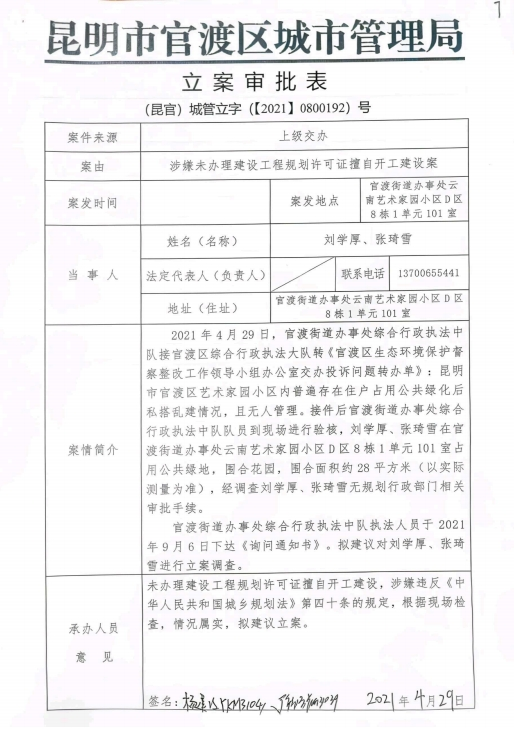 7
昆明市官渡区城市管理局
立案审批表
（昆官）城管立字（【2021】0800192）号
案件来源 上级交办
案由 涉嫌未办理建设工程规划许可证擅自开工建设案
案发时间 案发地点 官渡街道办事处云
南艺术家园小区D区
8栋1单元101室
当事人 姓名（名称） 刘学厚、张琦雪
法定代表人（负责人） 联系电话 13700655441
地址（住址） 官渡街道办事处云南艺术家园小区D区
8栋1单元101室
案情简介
2021年4月29日，官渡街道办事处综合行政执法中
队接官渡区综合行政执法大队转《官渡区生态环境保护督
察整改工作领导小组办公室交办投诉问题转办单》：昆明
市官渡区艺术家园小区内普遍存在住户占用公共绿化后
私搭乱建情况，且无人管理。接件后官渡街道办事处综合
行政执法中队队员到现场进行验核，刘学厚、张琦雪在官
渡街道办事处云南艺术家园小区D区8栋1单元101室占
用公共绿地，围合花园，围合面积约28平方米（以实际
测量为准），经调查刘学厚、张琦雪无规划行政部门相关
审批手续。
官渡街道办事处综合行政执法中队执法人员于2021
年9月6日下达《询问通知书》。拟建议对刘学厚、张琦
雪进行立案调查。
承办人员
意见
未办理建设工程规划许可证擅自开工建设，涉嫌违反《中
华人民共和国城乡规划法》第四十条的规定，根据现场检
查，情况属实，拟建议立案。
签名： 2021年4月29日